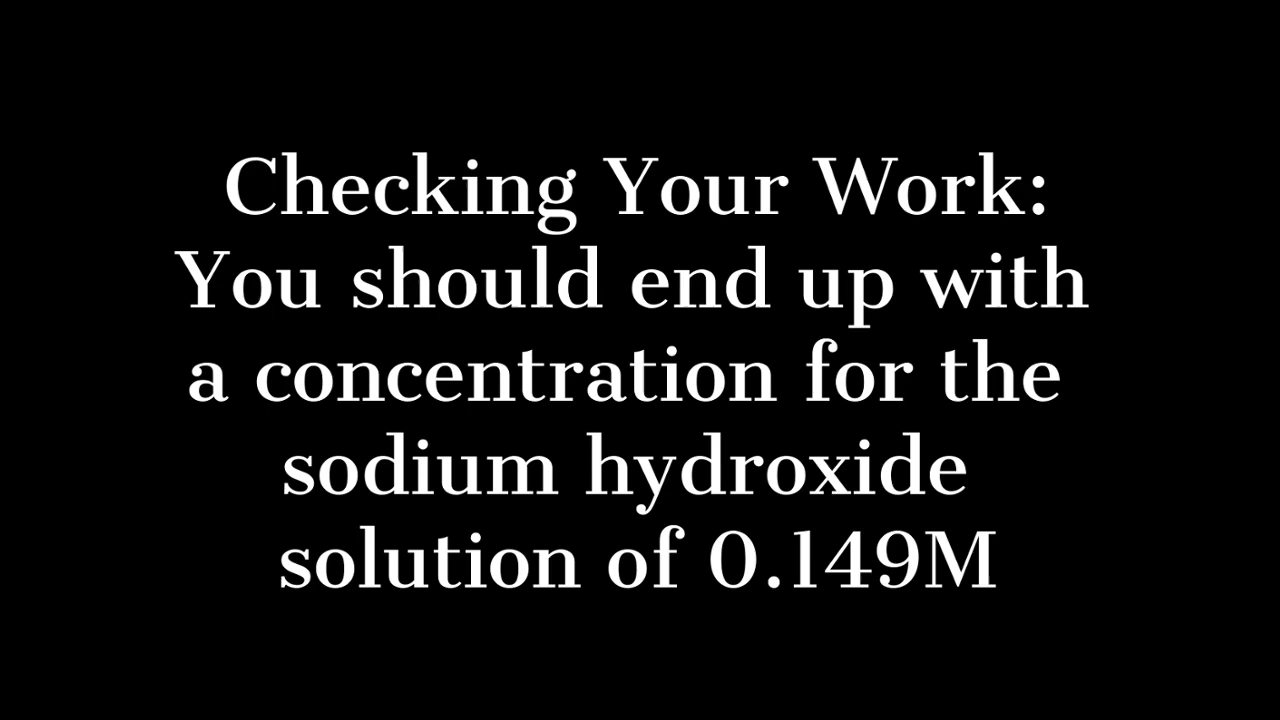 Checking Your Work:
You should end up with
a concentration for the
sodium hydroxide
solution of 0.149M